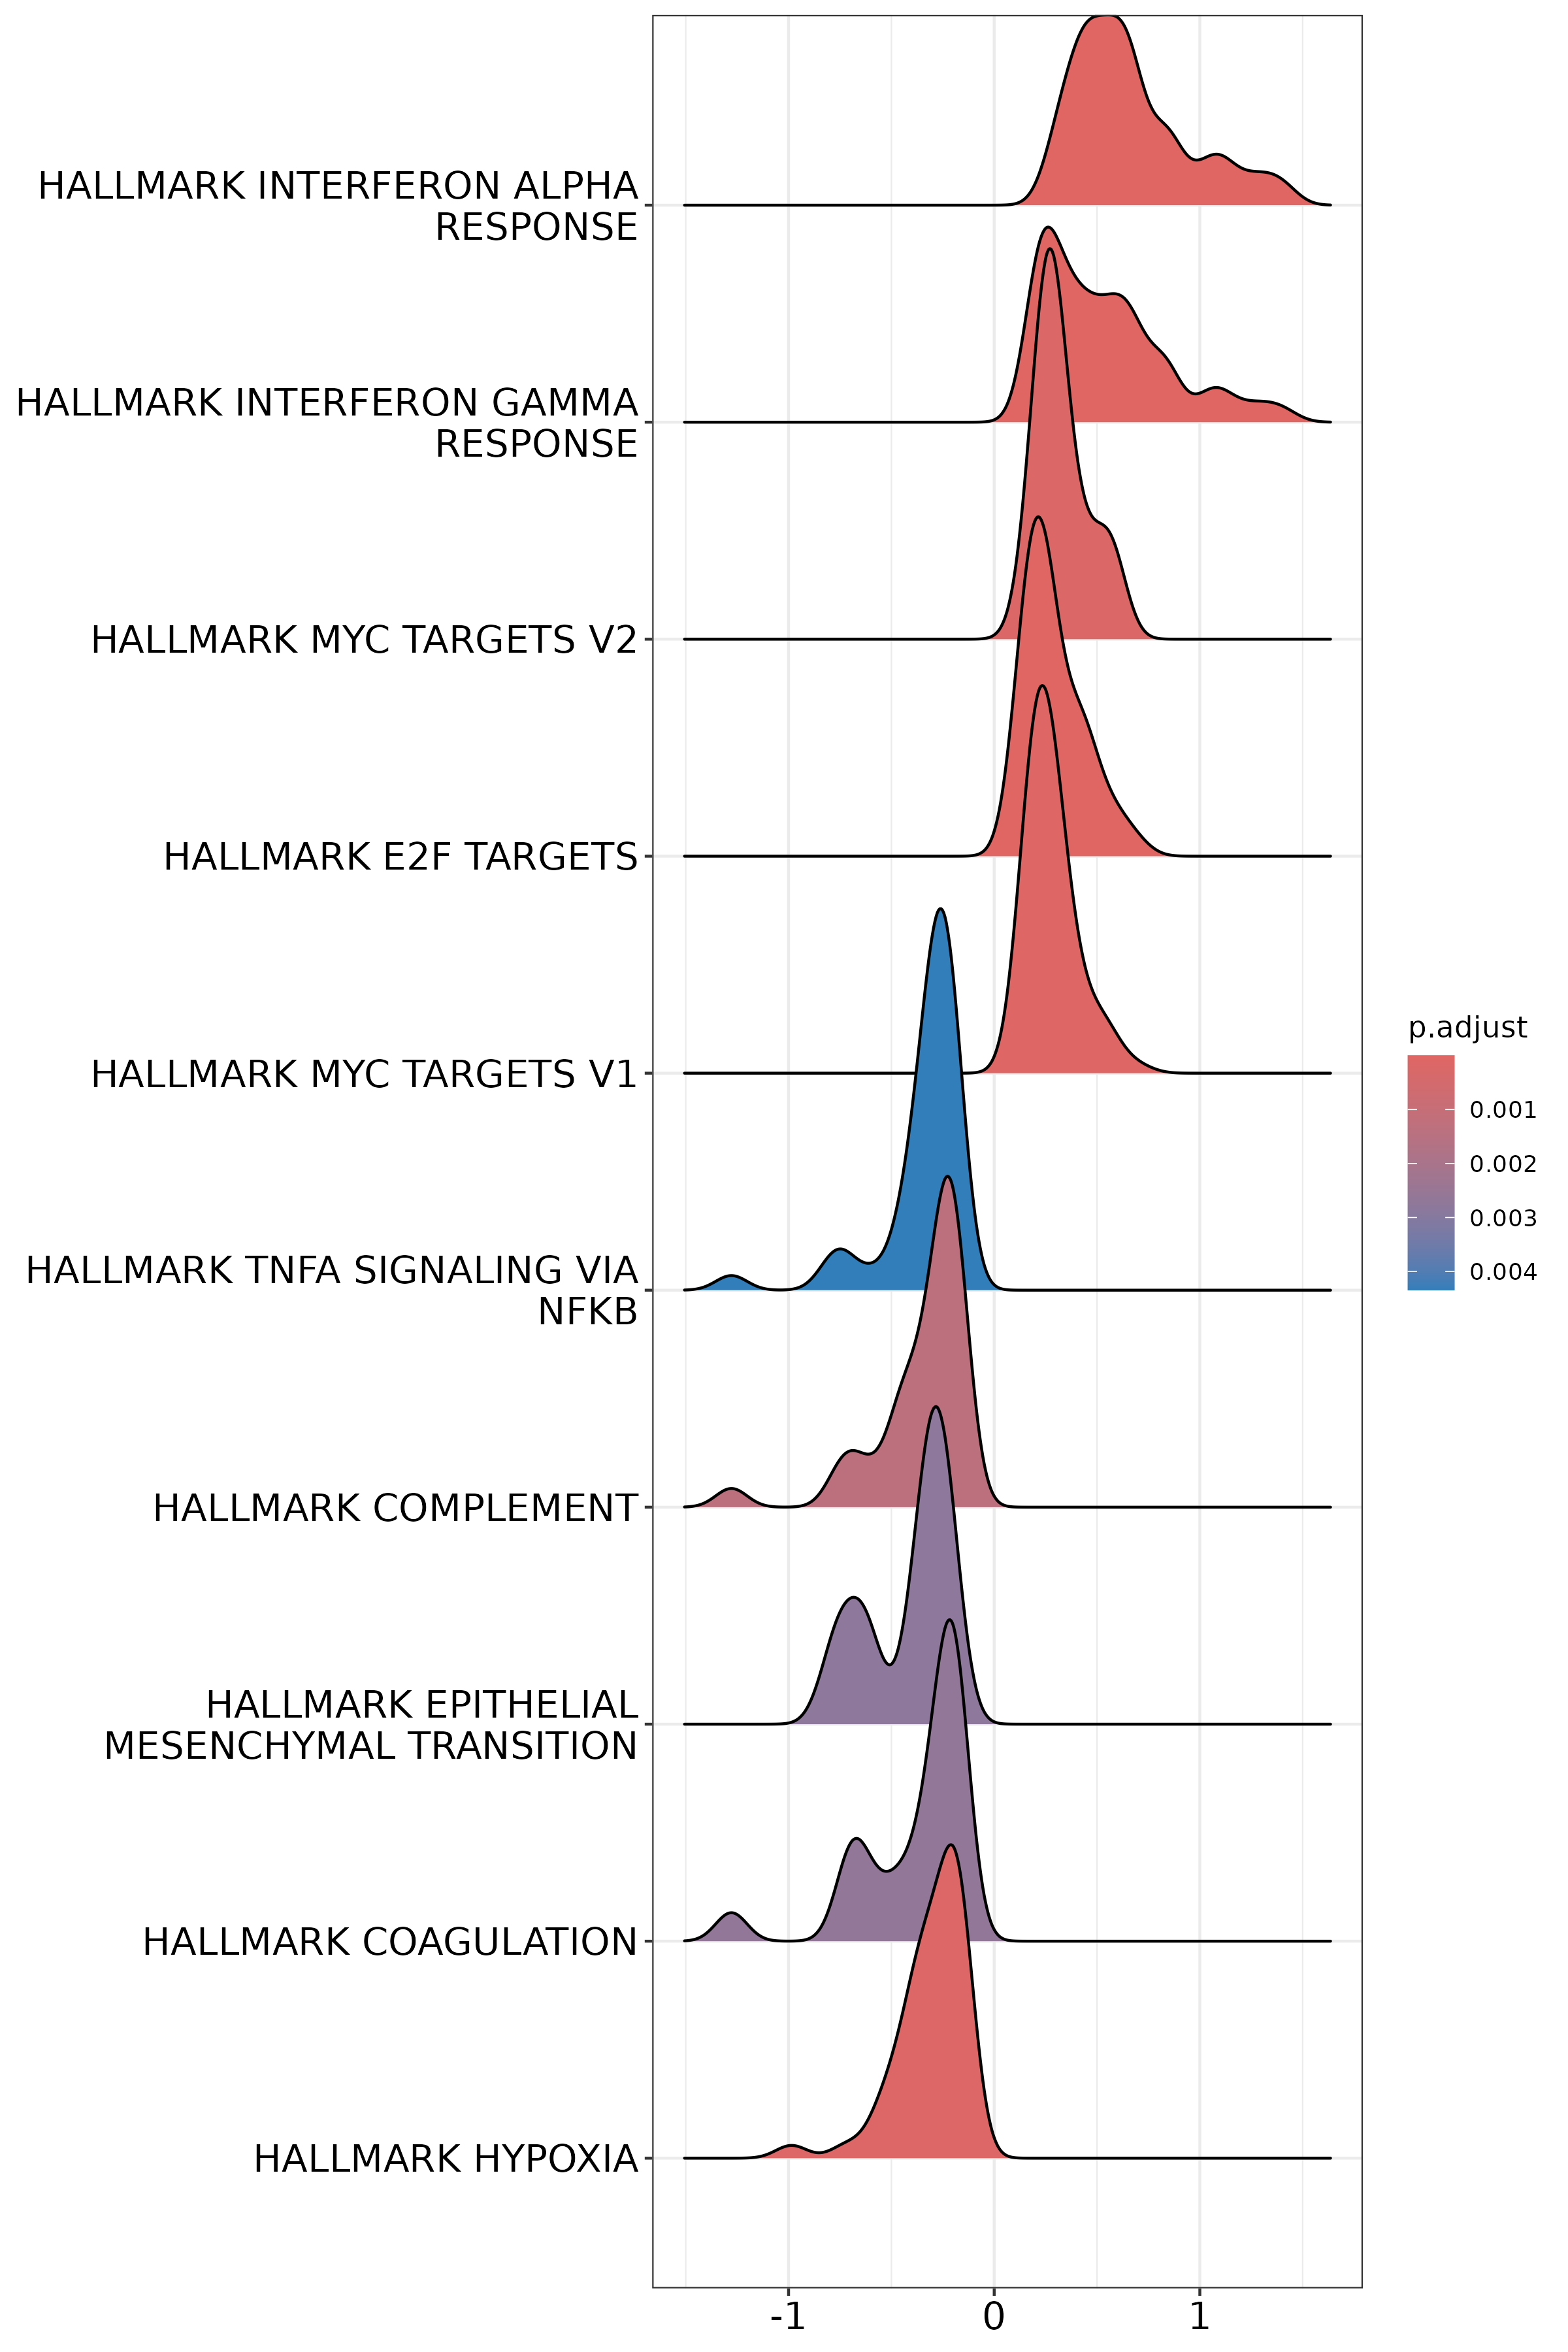 HALLMARK INTERFERON ALPHA
RESPONSE
HALLMARK INTERFERON GAMMA
RESPONSE
HALLMARK MYC TARGETS V2
HALLMARK E2F TARGETS
HALLMARK MYC TARGETS V1
HALLMARK TNFA SIGNALING VIA
NFKB
HALLMARK COMPLEMENT
HALLMARK EPITHELIAL
MESENCHYMAL TRANSITION
HALLMARK COAGULATION
HALLMARK HYPOXIA
-1 0 1
p.adjust
0.001
0.002
0.003
0.004